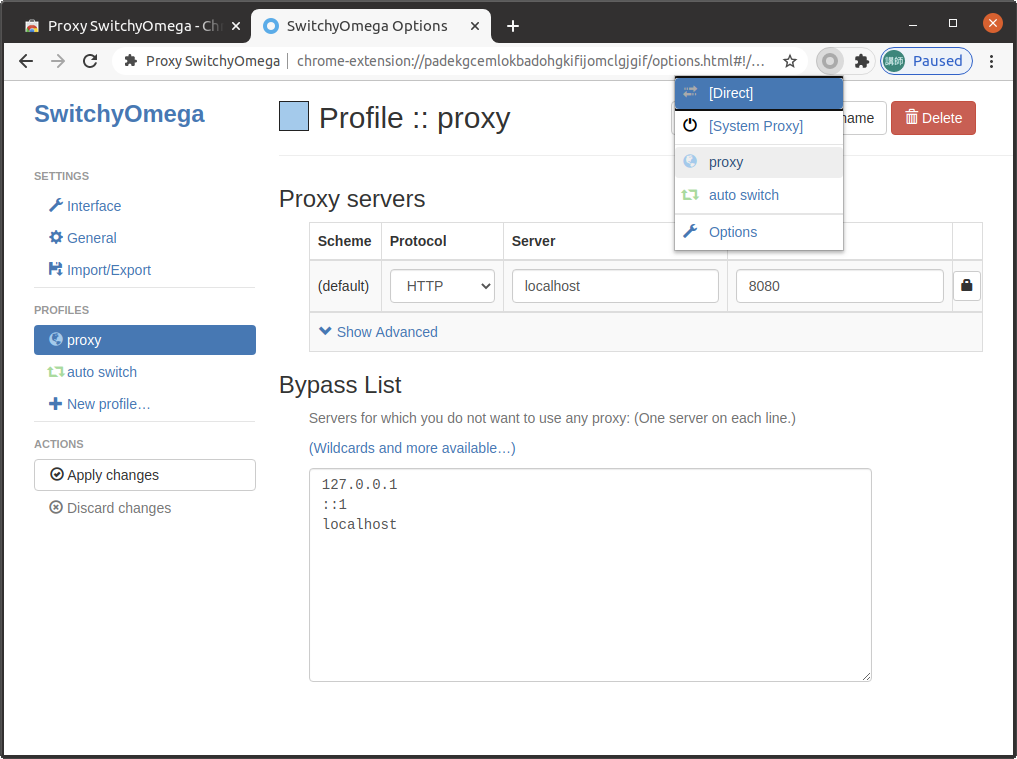 Proxy SwitchyOmega - Ch
SwitchyOmega Options
Proxy SwitchyOmega
chrome-extension://padekgcemlokbadohgkifijomclgjgif/options.html#!/...
講師
Paused
SwitchyOmega
Profile :: proxy
name
Delete
[Direct]
[System Proxy]
proxy
auto switch
Options
SETTINGS
Interface
General
Import/Export
PROFILES
proxy
auto switch
New profile…
ACTIONS
Apply changes
Discard changes
Proxy servers
Scheme Protocol Server
(default) HTTP localhost 8080
Show Advanced
Bypass List
Servers for which you do not want to use any proxy: (One server on each line.)
(Wildcards and more available…)
127.0.0.1
::1
localhost